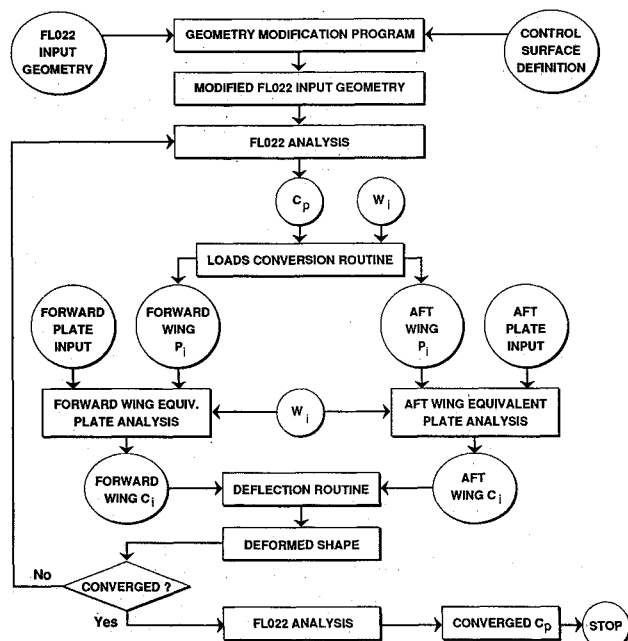 FL022
INPUT
GEOMETRY
GEOMETRY MODIFICATION PROGRAM
CONTROL
SURFACE
DEFINITION
MODIFIED FL022 INPUT GEOMETRY
FL022 ANALYSIS
Cp
Wi
LOADS CONVERSION ROUTINE
FORWARD
PLATE
INPUT
FORWARD
WING
Pi
AFT
WING
Pi
AFT
PLATE
INPUT
FORWARD WING EQUIV.
PLATE ANALYSIS
Wi
AFT WING EQUIVALENT
PLATE ANALYSIS
FORWARD
WING Ci
DEFLECTION ROUTINE
AFT
WING Ci
DEFORMED SHAPE
No
CONVERGED ?
Yes
FL022 ANALYSIS
CONVERGED Cp
STOP